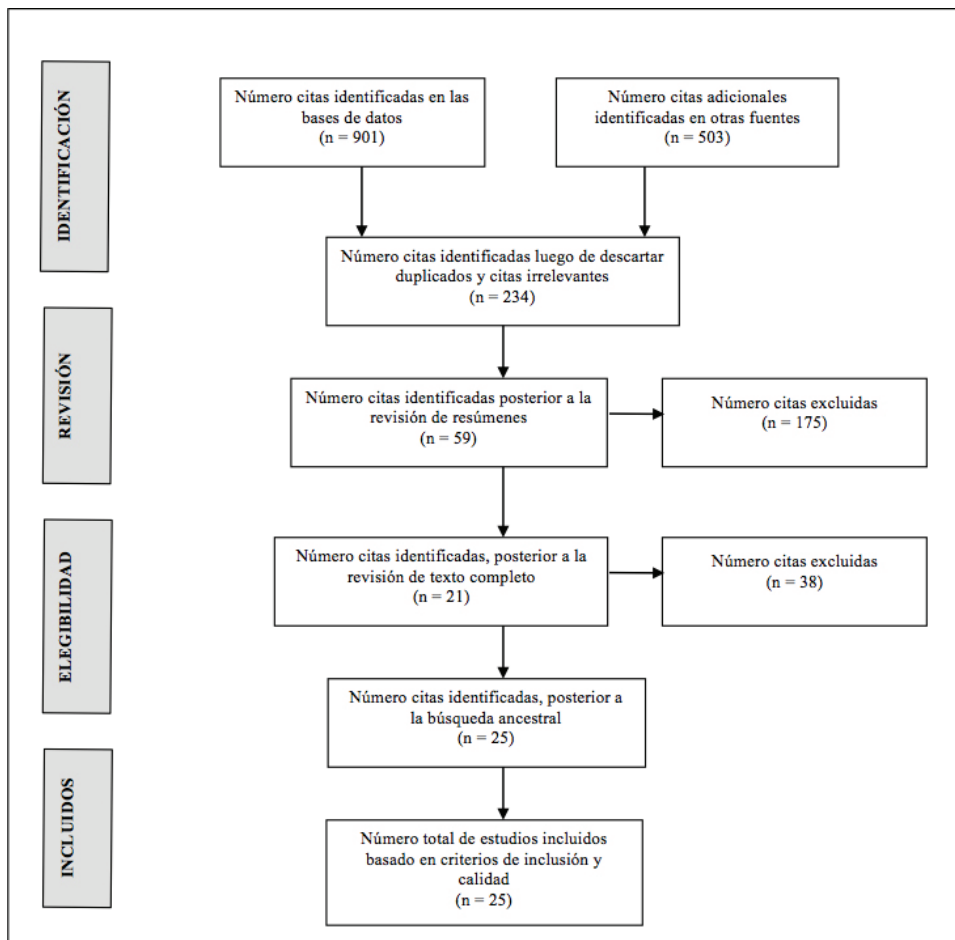 IDENTIFICACIÓN
Número citas identificadas en las
bases de datos
(n = 901)
Número citas adicionales
identificadas en otras fuentes
(n = 503)
Número citas identificadas luego de descartar
duplicados y citas irrelevantes
(n = 234)
REVISIÓN
Número citas identificadas posterior a la
revisión de resúmenes
(n = 59)
Número citas excluidas
(n = 175)
ELEGIBILIDAD
Número citas identificadas, posterior a la
revisión de texto completo
(n = 21)
Número citas excluidas
(n = 38)
Número citas identificadas, posterior a
la búsqueda ancestral
(n = 25)
INCLUIDOS
Número total de estudios incluidos
basado en criterios de inclusión y
calidad
(n = 25)